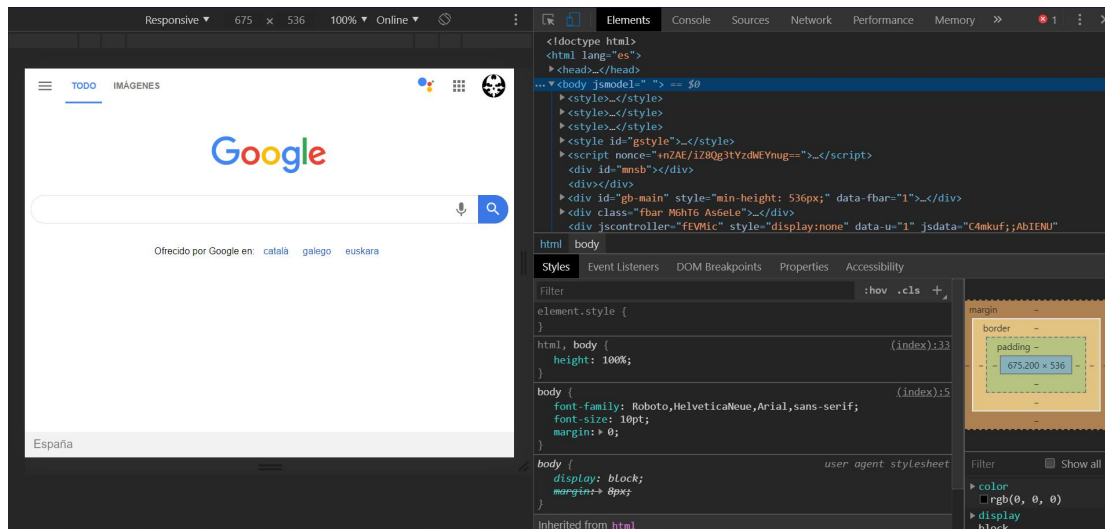 Responsive ▼ 675 × 536 100% ▼ Online ▼
TODO IMÁGENES
Google
Ofrecido por Google en: català galego euskara
España
Elements Console Sources Network Performance Memory » 1
<!doctype html>
<html lang="es">
▶<head>…</head>
…▼<body jsmodel=" "> == $0
▶<style>…</style>
▶<style>…</style>
▶<style>…</style>
▶<style id="gstyle">…</style>
▶<script nonce="+nZAE/iZ8Qg3tYzdWEYnug==">…</script>
<div id="mnsb"></div>
<div></div>
▶<div id="gb-main" style="min-height: 536px;" data-fbar="1">…</div>
▶<div class="fbar M6hT6 As6eLe">…</div>
<div jscontroller="fEVMic" style="display:none" data-u="1" jsdata="C4mkuf;;AbIENU"
html body
Styles Event Listeners DOM Breakpoints Properties Accessibility
Filter :hov .cls +
element.style {
}
html, body { (index):33
height: 100%;
}
body { (index):5
font-family: Roboto,HelveticaNeue,Arial,sans-serif;
font-size: 10pt;
margin:▶ 0;
}
body { user agent stylesheet
display: block;
margin:▶ 8px;
}
Inherited from html
margin –
border –
padding –
– – – 675.200 × 536 – – –
–
–
–
Filter Show all
▶ color
rgb(0, 0, 0)
▶ display
block